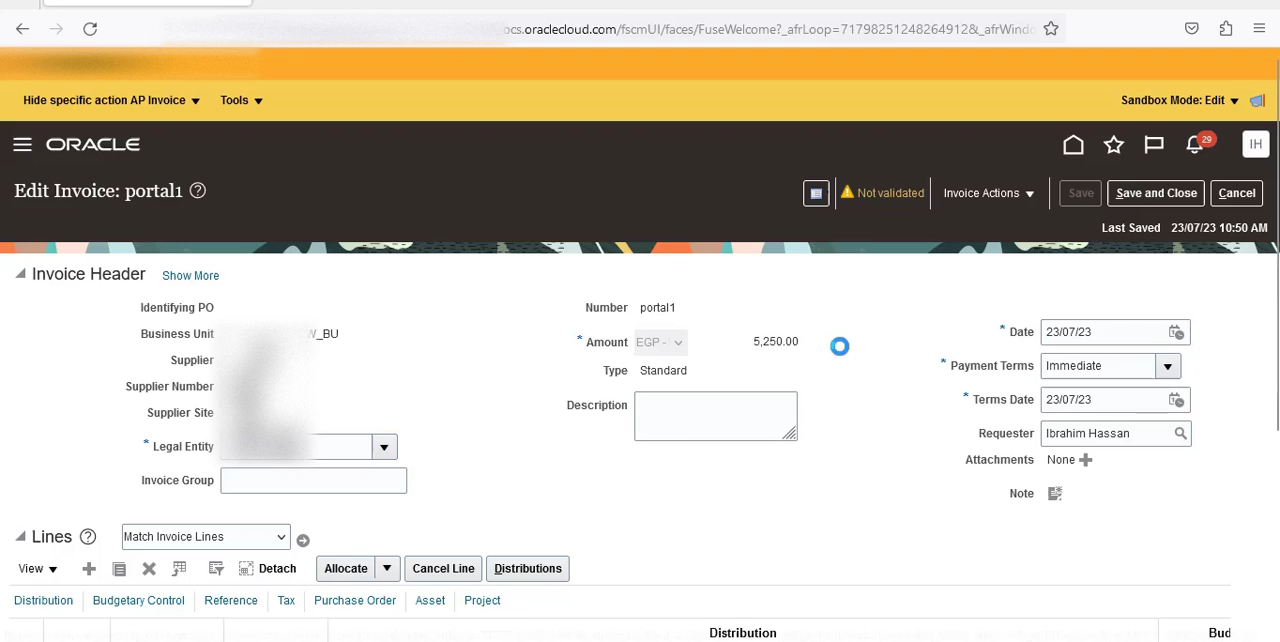 ocs.oraclecloud.com/fscmUI/faces/FuseWelcome?_afrLoop=71798251248264912&_afrWindo
Hide specific action AP Invoice Tools Sandbox Mode: Edit
ORACLE 29 IH
Edit Invoice: portal1 Not validated Invoice Actions Save Save and Close Cancel
Last Saved 23/07/23 10:50 AM
Invoice Header Show More
Identifying PO Number portal1
Business Unit W_BU * Date 23/07/23
Supplier * Amount EGP - 5,250.00
* Payment Terms Immediate
Supplier Number Type Standard
Supplier Site Description * Terms Date 23/07/23
Requester Ibrahim Hassan
* Legal Entity
Attachments None
Invoice Group Note
Lines Match Invoice Lines
View Detach Allocate Cancel Line Distributions
Distribution Budgetary Control Reference Tax Purchase Order Asset Project
Distribution Bud